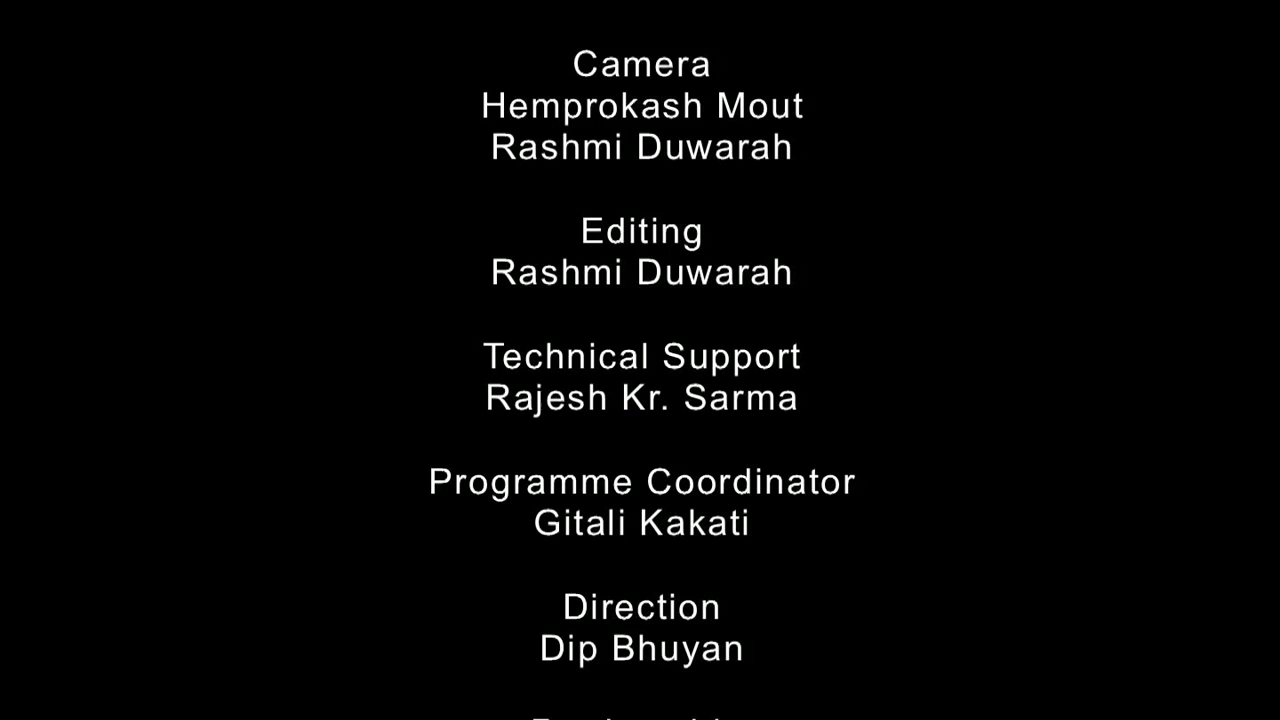 Camera
Hemprokash Mout
Rashmi Duwarah
Editing
Rashmi Duwarah
Technical Support
Rajesh Kr. Sarma
Programme Coordinator
Gitali Kakati
Direction
Dip Bhuyan